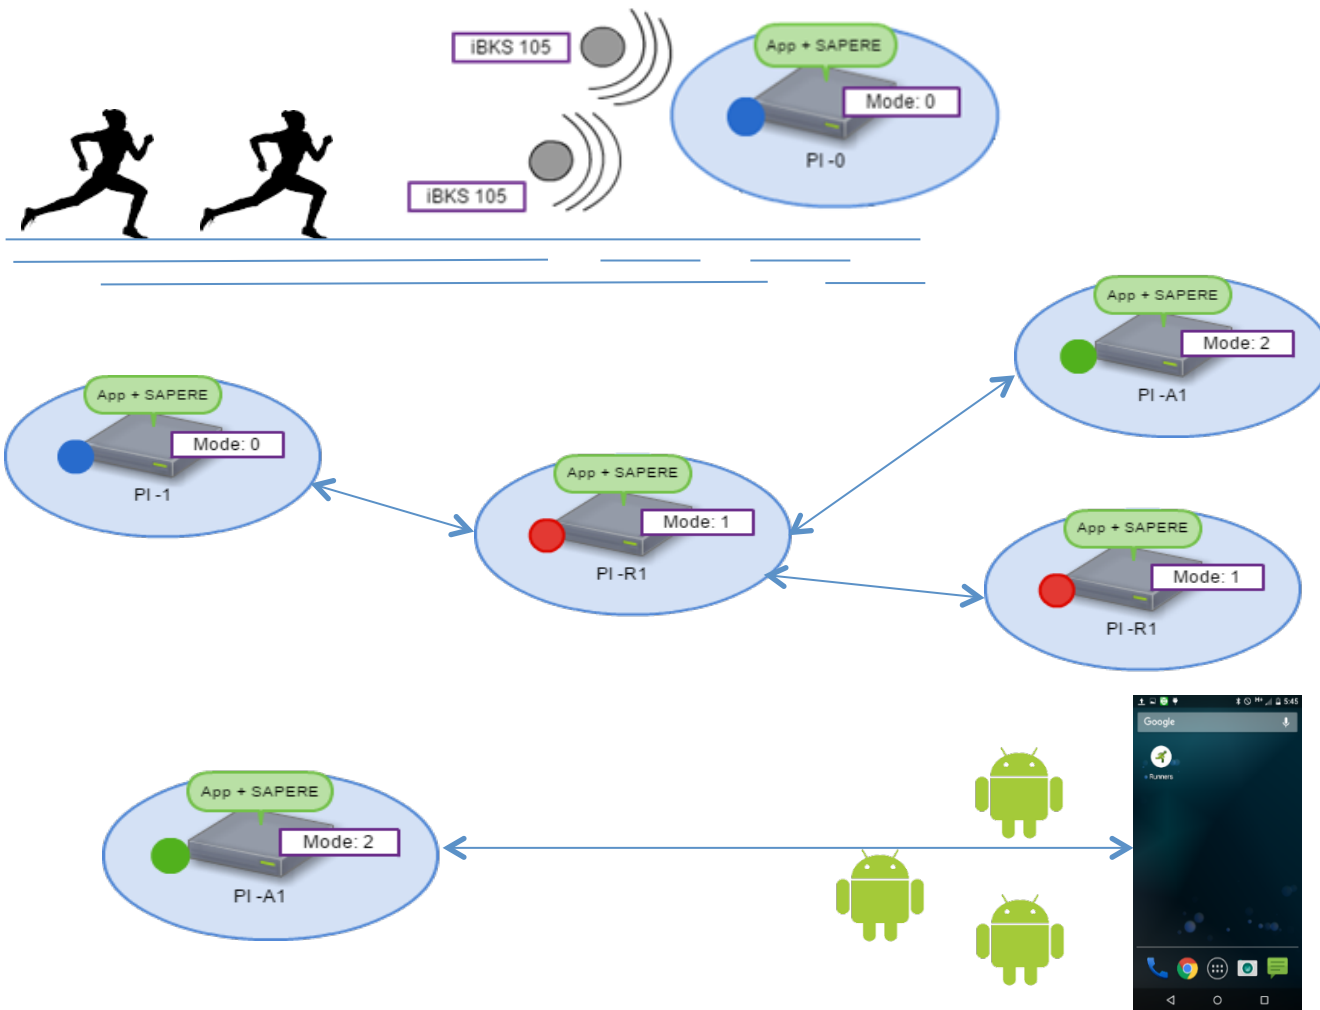 iBKS 105
App + SAPERE
Mode: 0
PI -0
iBKS 105
App + SAPERE
Mode: 2
PI -A1
App + SAPERE
Mode: 0
PI -1
App + SAPERE
Mode: 1
PI -R1
App + SAPERE
Mode: 1
PI -R1
H+ 5:45
Google
Runners
App + SAPERE
Mode: 2
PI -A1